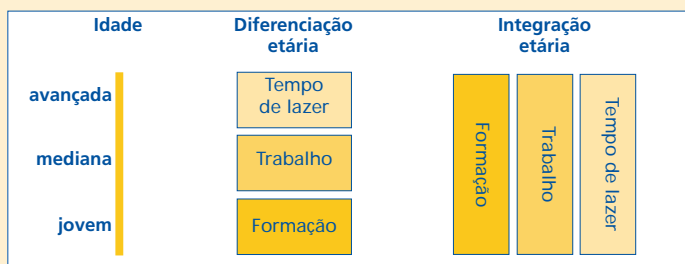 Idade
Diferenciação
etária
Integração
etária
avançada
mediana
jovem
Tempo
de lazer
Trabalho
Formação
Formação
Trabalho
Tempo de lazer